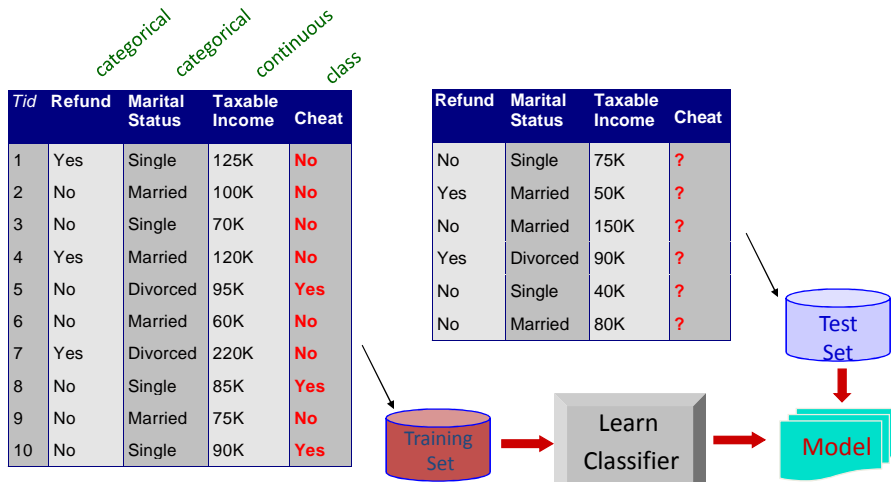 categorical categorical continuous class
Tid Refund Marital Status Taxable Income Cheat
1 Yes Single 125K No
2 No Married 100K No
3 No Single 70K No
4 Yes Married 120K No
5 No Divorced 95K Yes
6 No Married 60K No
7 Yes Divorced 220K No
8 No Single 85K Yes
9 No Married 75K No
10 No Single 90K Yes
Refund Marital Status Taxable Income Cheat
No Single 75K ?
Yes Married 50K ?
No Married 150K ?
Yes Divorced 90K ?
No Single 40K ?
No Married 80K ?
Test
Set
Training
Set
Learn
Classifier
Model